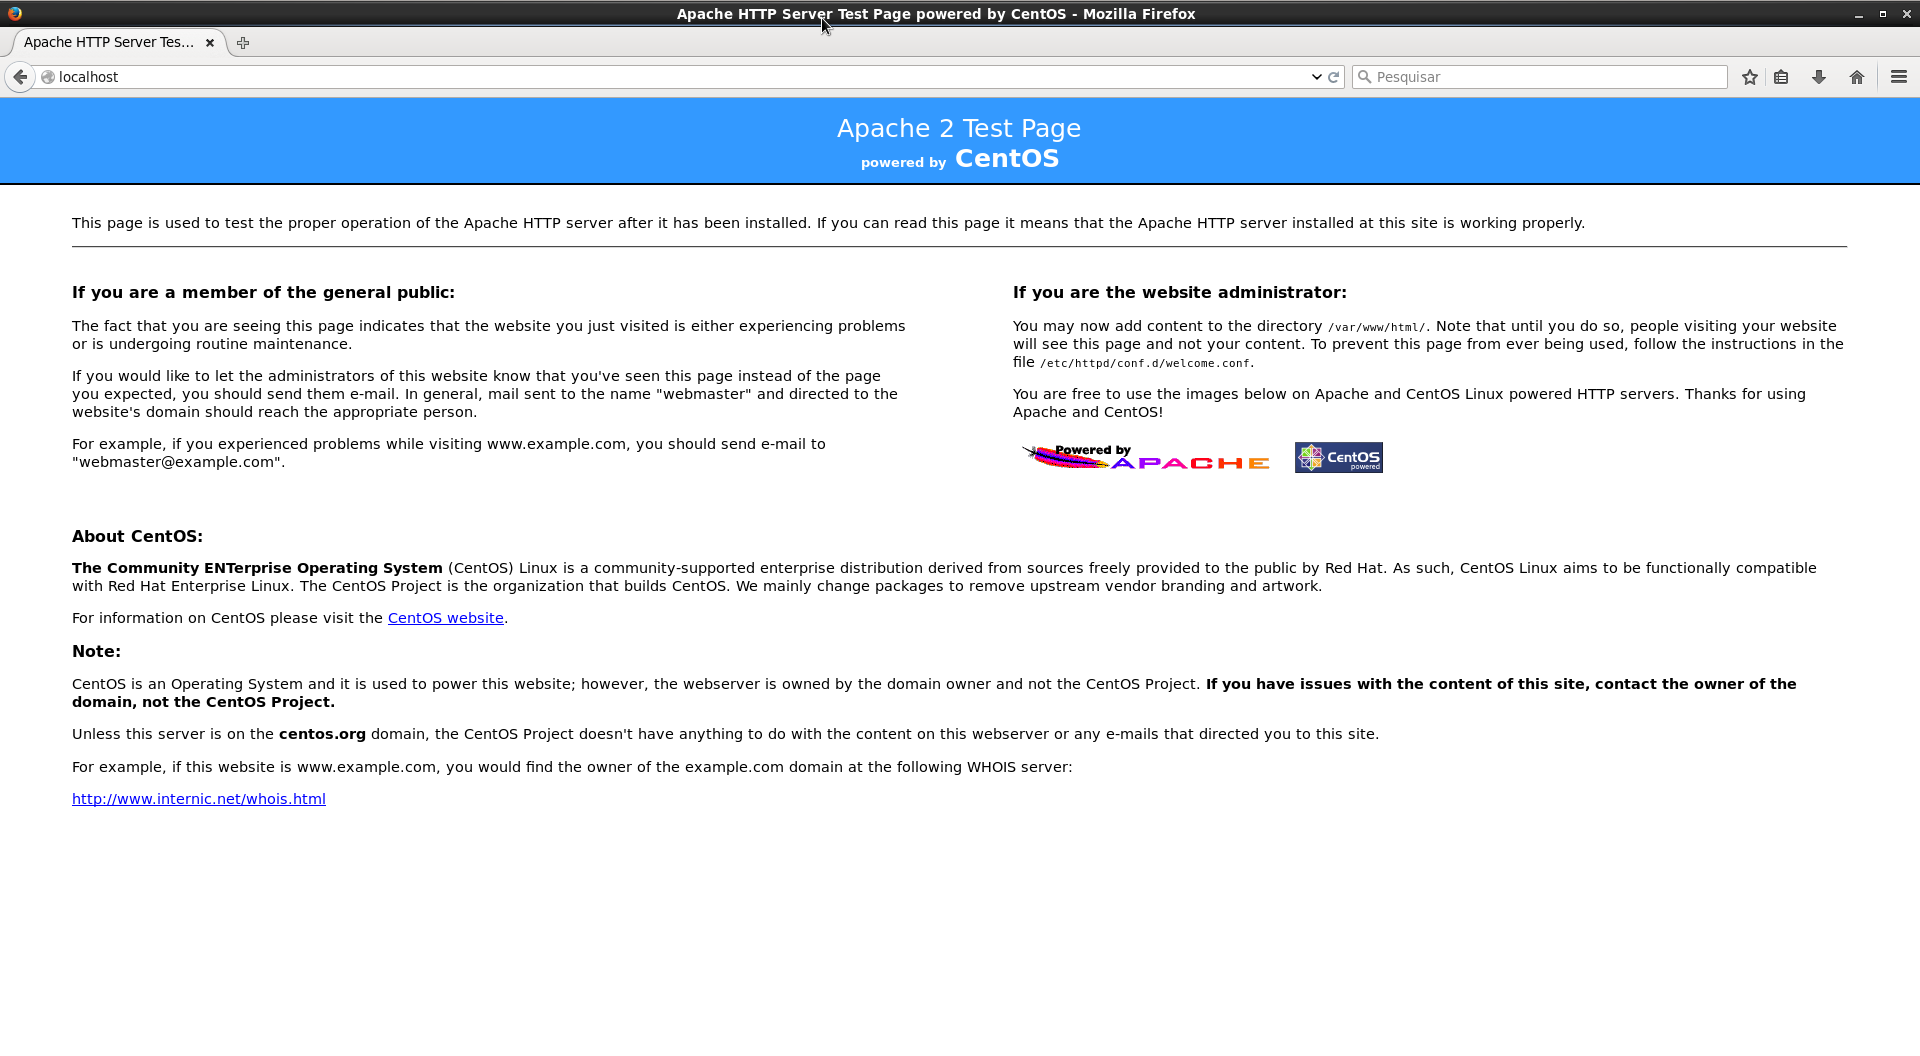 Apache HTTP Server Test Page powered by CentOS - Mozilla Firefox
Apache HTTP Server Tes...
localhost
Pesquisar
Apache 2 Test Page
powered by CentOS
This page is used to test the proper operation of the Apache HTTP server after it has been installed. If you can read this page it means that the Apache HTTP server installed at this site is working properly.
If you are a member of the general public:
The fact that you are seeing this page indicates that the website you just visited is either experiencing problems
or is undergoing routine maintenance.
If you would like to let the administrators of this website know that you've seen this page instead of the page
you expected, you should send them e-mail. In general, mail sent to the name "webmaster" and directed to the
website's domain should reach the appropriate person.
For example, if you experienced problems while visiting www.example.com, you should send e-mail to
"webmaster@example.com".
If you are the website administrator:
You may now add content to the directory /var/www/html/. Note that until you do so, people visiting your website
will see this page and not your content. To prevent this page from ever being used, follow the instructions in the
file /etc/httpd/conf.d/welcome.conf.
You are free to use the images below on Apache and CentOS Linux powered HTTP servers. Thanks for using
Apache and CentOS!
Powered by
APACHE
CentOS
powered
About CentOS:
The Community ENTerprise Operating System (CentOS) Linux is a community-supported enterprise distribution derived from sources freely provided to the public by Red Hat. As such, CentOS Linux aims to be functionally compatible
with Red Hat Enterprise Linux. The CentOS Project is the organization that builds CentOS. We mainly change packages to remove upstream vendor branding and artwork.
For information on CentOS please visit the CentOS website.
Note:
CentOS is an Operating System and it is used to power this website; however, the webserver is owned by the domain owner and not the CentOS Project. If you have issues with the content of this site, contact the owner of the
domain, not the CentOS Project.
Unless this server is on the centos.org domain, the CentOS Project doesn't have anything to do with the content on this webserver or any e-mails that directed you to this site.
For example, if this website is www.example.com, you would find the owner of the example.com domain at the following WHOIS server:
http://www.internic.net/whois.html